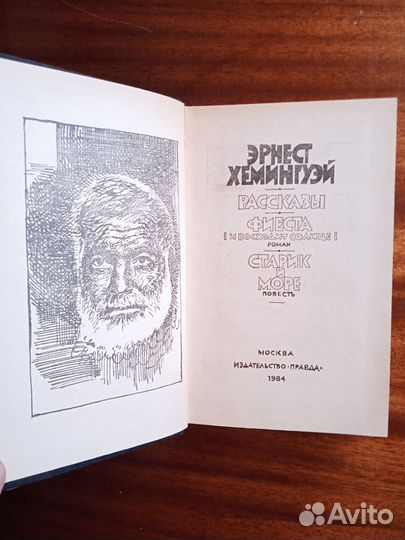 ЭРНЕСТ
ХЕМИНГУЭЙ
РАССКАЗЫ
ФИЕСТА
(И ВОСХОДИТ СОЛНЦЕ)
РОМАН
СТАРИК
И
МОРЕ
ПОВЕСТЬ
МОСКВА
ИЗДАТЕЛЬСТВО «ПРАВДА»
1984
Avito